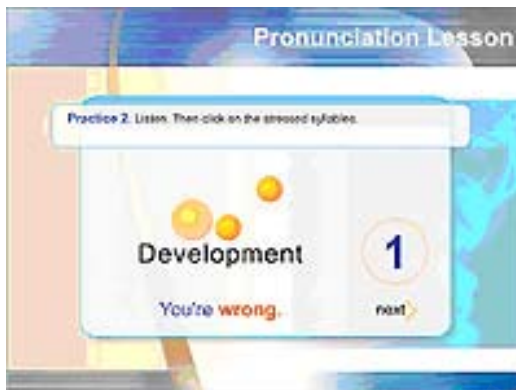 Pronunciation Lesson
Practice 2. Listen. Then click on the stressed syllables.
Development
1
You're wrong.
next